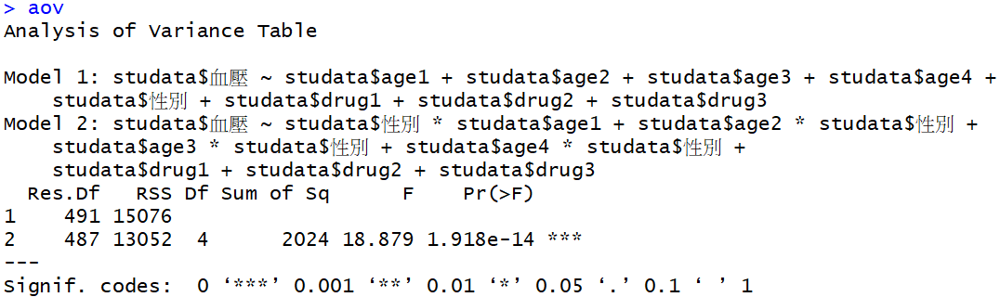 > aov
Analysis of Variance Table

Model 1: studata$血壓 ~ studata$age1 + studata$age2 + studata$age3 + studata$age4 +
    studata$性別 + studata$drug1 + studata$drug2 + studata$drug3
Model 2: studata$血壓 ~ studata$性別 * studata$age1 + studata$age2 * studata$性別 +
    studata$age3 * studata$性別 + studata$age4 * studata$性別 +
    studata$drug1 + studata$drug2 + studata$drug3
  Res.Df   RSS Df Sum of Sq      F    Pr(>F)
1    491 15076
2    487 13052  4      2024 18.879 1.918e-14 ***
---
Signif. codes:  0 ‘***’ 0.001 ‘**’ 0.01 ‘*’ 0.05 ‘.’ 0.1 ‘ ’ 1